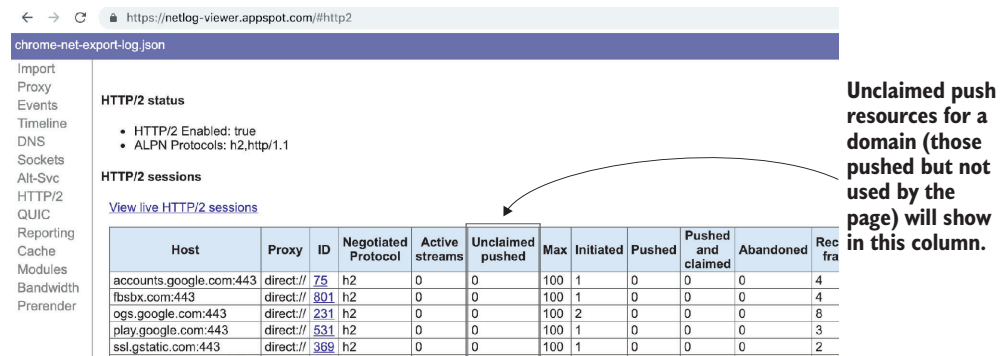 https://netlog-viewer.appspot.com/#http2
chrome-net-export-log.json
Import
Proxy
Events
Timeline
DNS
Sockets
Alt-Svc
HTTP/2
QUIC
Reporting
Cache
Modules
Bandwidth
Prerender
HTTP/2 status
• HTTP/2 Enabled: true
• ALPN Protocols: h2,http/1.1
HTTP/2 sessions
View live HTTP/2 sessions
Host Proxy ID Negotiated Protocol Active streams Unclaimed pushed Max Initiated Pushed Pushed and claimed Abandoned Rec fra
accounts.google.com:443 direct:// 75 h2 0 0 100 1 0 0 0 4
fbsbx.com:443 direct:// 801 h2 0 0 100 1 0 0 0 4
ogs.google.com:443 direct:// 231 h2 0 0 100 2 0 0 0 8
play.google.com:443 direct:// 531 h2 0 0 100 1 0 0 0 3
ssl.gstatic.com:443 direct:// 369 h2 0 0 100 1 0 0 0 2
Unclaimed push
resources for a
domain (those
pushed but not
used by the
page) will show
in this column.